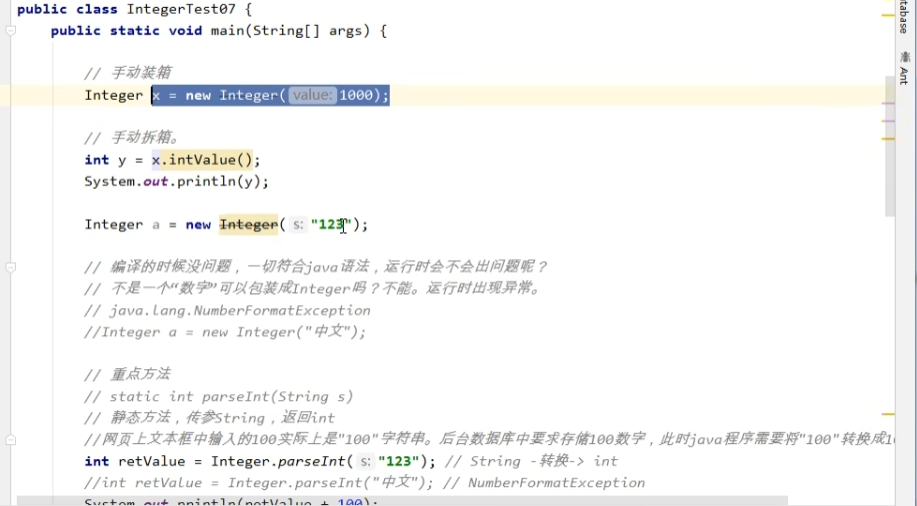 public class IntegerTest07 {
public static void main(String[] args) {
// 手动装箱
Integer x = new Integer( value: 1000);
// 手动拆箱。
int y = x.intValue();
System.out.println(y);
Integer a = new Integer( s: "123");
// 编译的时候没问题，一切符合java语法，运行时会不会出问题呢？
// 不是一个“数字”可以包装成Integer吗？不能。运行时出现异常。
// java.lang.NumberFormatException
//Integer a = new Integer("中文");
// 重点方法
// static int parseInt(String s)
// 静态方法，传参String，返回int
//网页上文本框中输入的100实际上是"100"字符串。后台数据库中要求存储100数字，此时java程序需要将"100"转换成1
int retValue = Integer.parseInt( s: "123"); // String -转换-> int
//int retValue = Integer.parseInt("中文"); // NumberFormatException
System.out.println(retValue + 100);
tabase
Ant